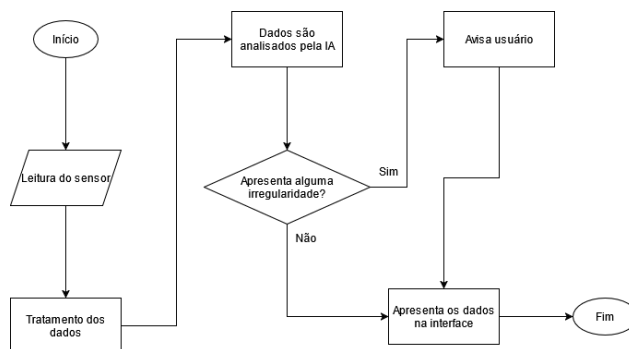 Início
Leitura do sensor
Tratamento dos
dados
Dados são
analisados pela IA
Apresenta alguma
irregularidade?
Sim
Não
Avisa usuário
Apresenta os dados
na interface
Fim